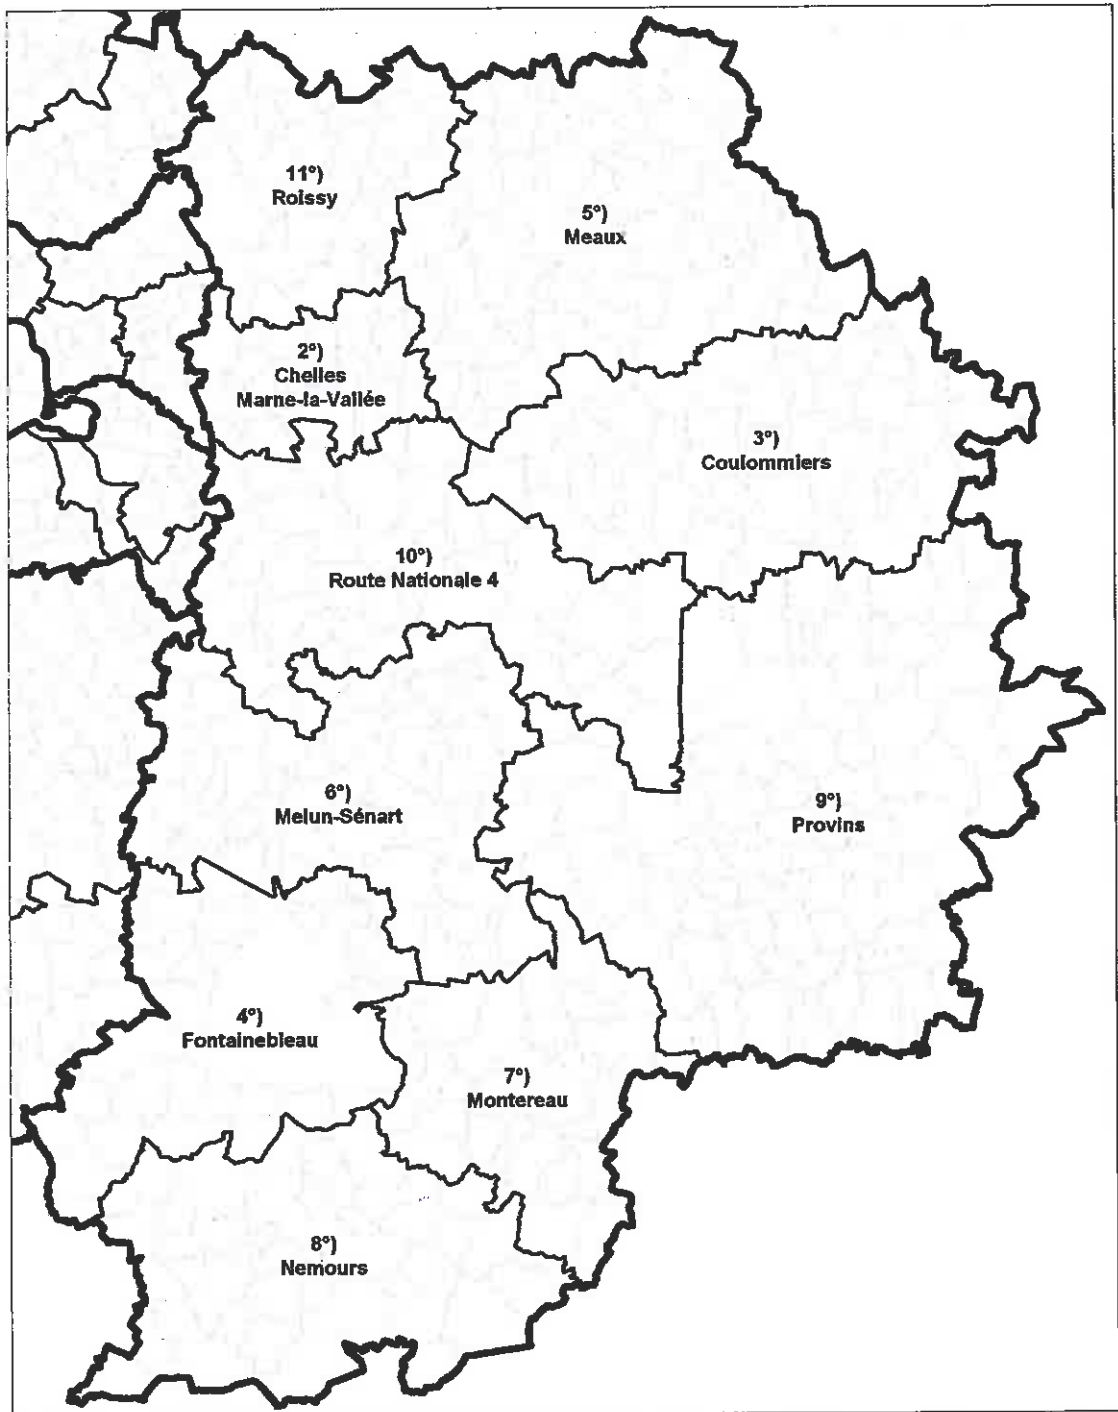 11°)
Roissy
5°)
Meaux
2°)
Chelles
Marne-la-Vallée
3°)
Coulommiers
10°)
Route Nationale 4
6°)
Melun-Sénart
9°)
Provins
4°)
Fontainebleau
7°)
Montereau
8°)
Nemours